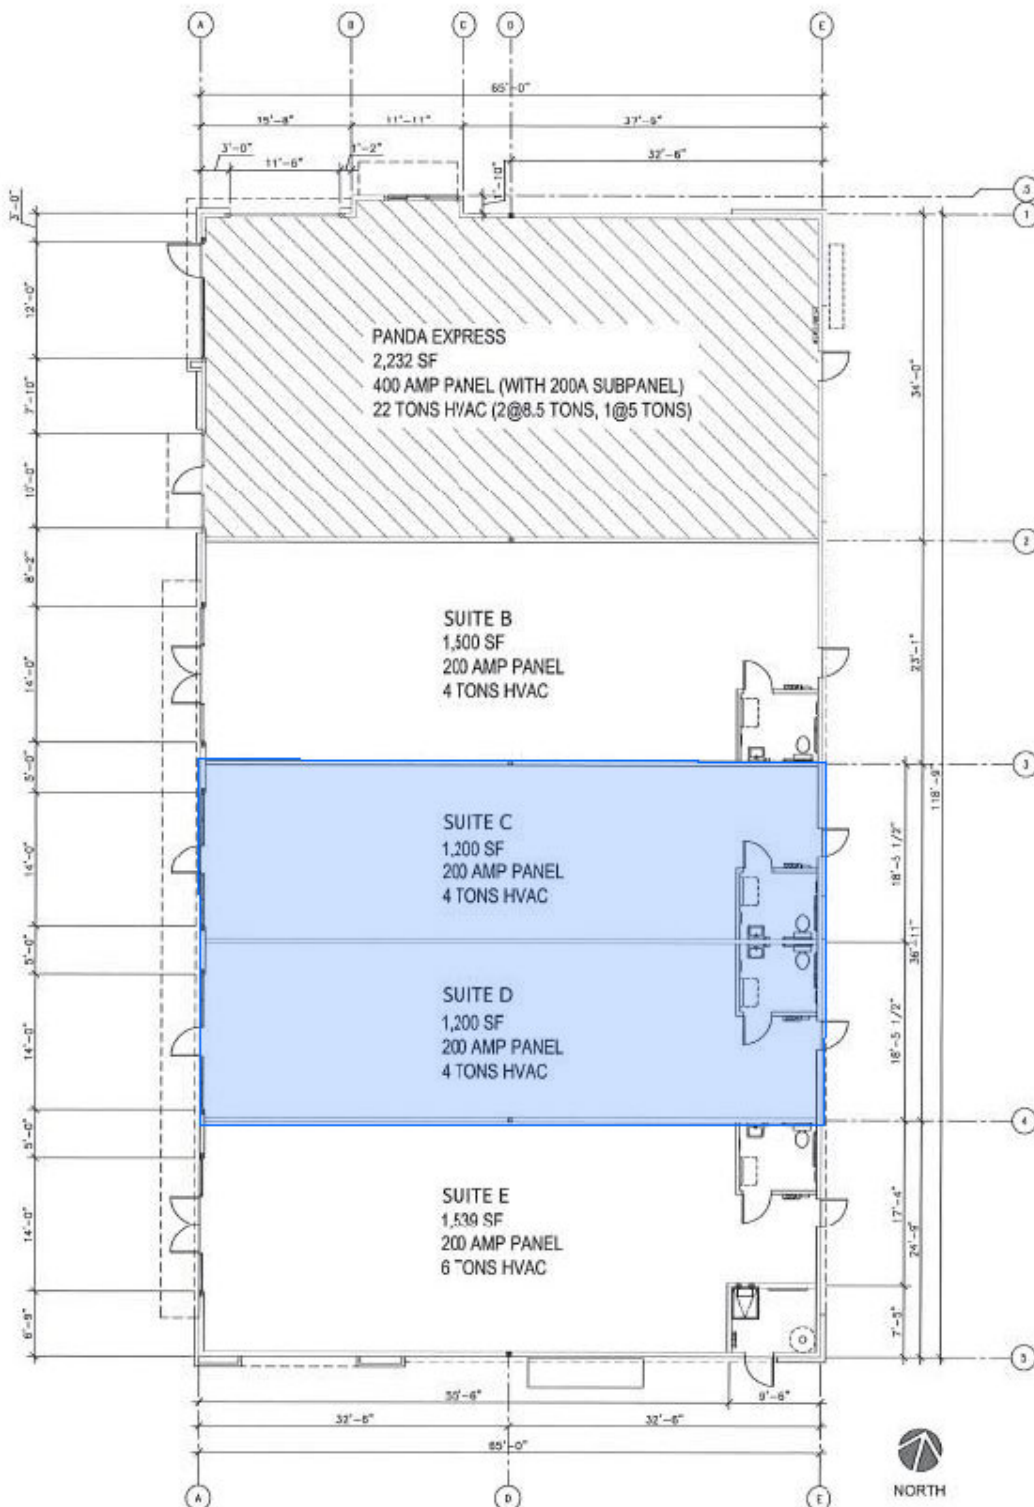 A B C D E
65'-0"
15'-8" 11'-11" 37'-9"
3'-0" 11'-6" 1'-2" 32'-6"
1'-10"
.5
1
3'-0"
12'-0"
7'-10"
10'-0"
34'-0"
PANDA EXPRESS
2,232 SF
400 AMP PANEL (WITH 200A SUBPANEL)
22 TONS HVAC (2@8.5 TONS, 1@5 TONS)
2
8'-2"
14'-0"
5'-0"
23'-1"
SUITE B
1,500 SF
200 AMP PANEL
4 TONS HVAC
3
118'-9"
14'-0"
18'-5 1/2"
SUITE C
1,200 SF
200 AMP PANEL
4 TONS HVAC
5'-0"
36'-11"
14'-0"
18'-5 1/2"
SUITE D
1,200 SF
200 AMP PANEL
4 TONS HVAC
4
5'-0"
14'-0"
6'-9"
17'-4"
24'-9"
7'-5"
SUITE E
1,539 SF
200 AMP PANEL
6 TONS HVAC
5
55'-6" 9'-6"
32'-6" 32'-6"
65'-0"
A D E
NORTH